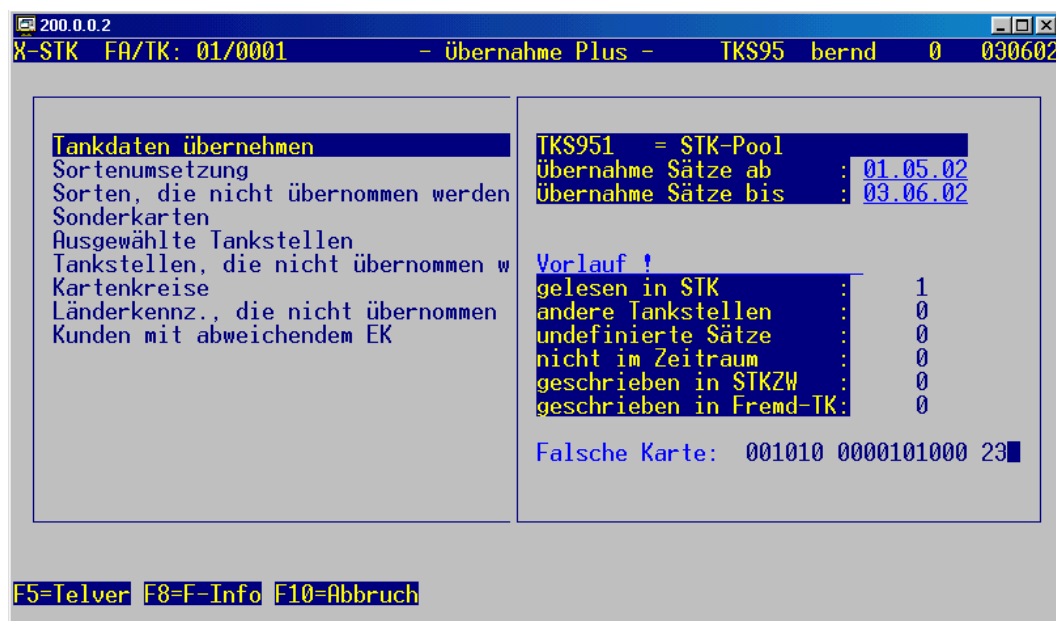 200.0.0.2
X-STK FA/TK: 01/0001 - übernahme Plus - TKS95 bernd 0 030602
Tankdaten übernehmen
Sortenumsetzung
Sorten, die nicht übernommen werden
Sonderkarten
Ausgewählte Tankstellen
Tankstellen, die nicht übernommen w
Kartenkreise
Länderkennz., die nicht übernommen
Kunden mit abweichendem EK
TKS951 = STK-Pool
Übernahme Sätze ab : 01.05.02
Übernahme Sätze bis : 03.06.02
Vorlauf !
gelesen in STK : 1
andere Tankstellen : 0
undefinierte Sätze : 0
nicht im Zeitraum : 0
geschrieben in STKZW : 0
geschrieben in Fremd-TK: 0
Falsche Karte: 001010 0000101000 23
F5=Telver F8=F-Info F10=Abbruch